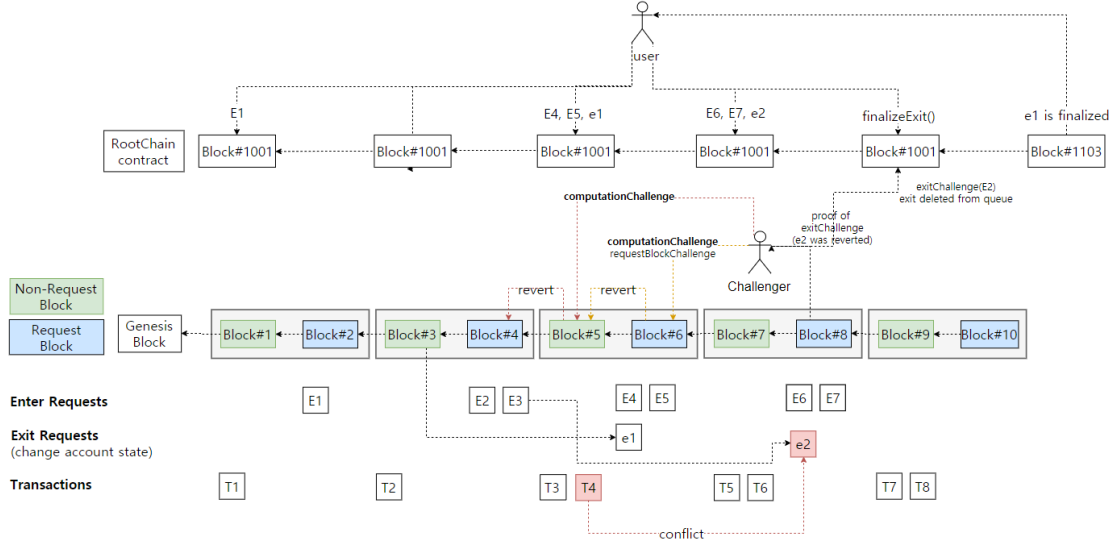 user
E1
E4, E5, e1
E6, E7, e2
finalizeExit()
e1 is finalized
RootChain
contract
Block#1001
Block#1001
Block#1001
Block#1001
Block#1001
Block#1103
exitChallenge(E2)
exit deleted from queue
computationChallenge
proof of
exitChallenge
(e2 was reverted)
computationChallenge
requestBlockChallenge
Challenger
Non-Request
Block
revert
revert
Request
Block
Genesis
Block
Block#1
Block#2
Block#3
Block#4
Block#5
Block#6
Block#7
Block#8
Block#9
Block#10
Enter Requests
E1
E2
E3
E4
E5
E6
E7
Exit Requests
(change account state)
e1
e2
Transactions
T1
T2
T3
T4
T5
T6
T7
T8
conflict